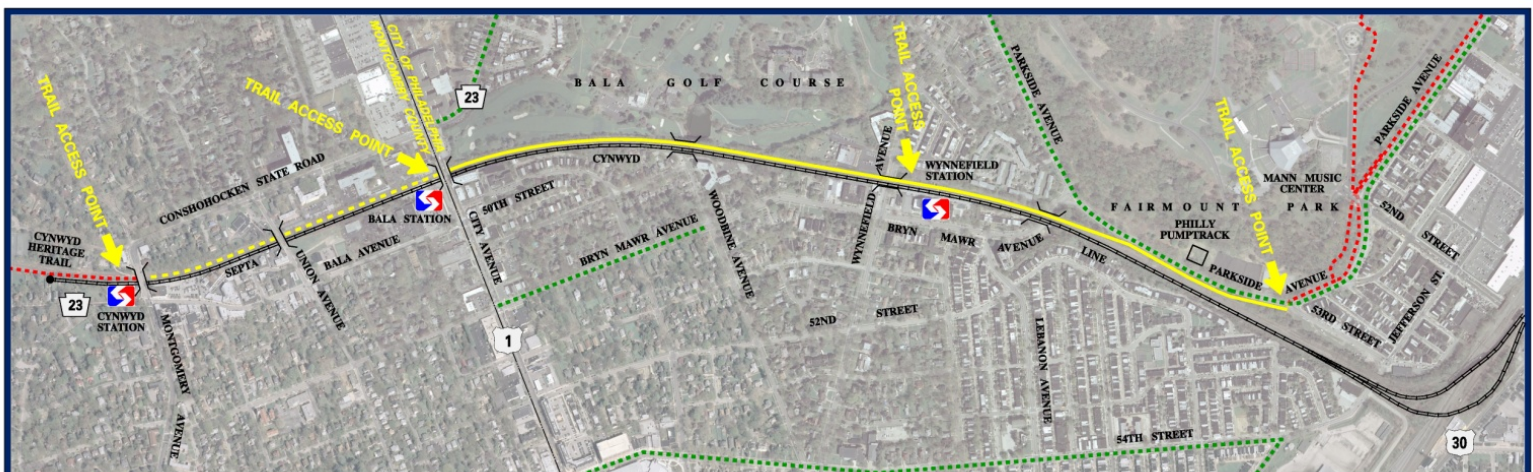 TRAIL ACCESS POINT
CYNWYD
HERITAGE
TRAIL
23
CYNWYD
STATION
MONTGOMERY AVENUE
CONSHOHOCKEN STATE ROAD
SEPTA
UNION AVENUE
BALA AVENUE
TRAIL ACCESS POINT
BALA STATION
CITY OF PHILADELPHIA
MONTGOMERY COUNTY
23
CITY AVENUE
1
50TH STREET
BRYN MAWR AVENUE
BALA GOLF COURSE
CYNWYD
WOODBINE AVENUE
52ND STREET
TRAIL ACCESS
POINT
WYNNEFIELD AVENUE
WYNNEFIELD
STATION
BRYN MAWR AVENUE
LINE
LEBANON AVENUE
54TH STREET
PARKSIDE AVENUE
FAIRMOUNT PARK
PHILLY
PUMPTRACK
PARKSIDE AVENUE
TRAIL ACCESS POINT
MANN MUSIC
CENTER
PARKSIDE AVENUE
52ND STREET
53RD STREET
JEFFERSON ST.
30